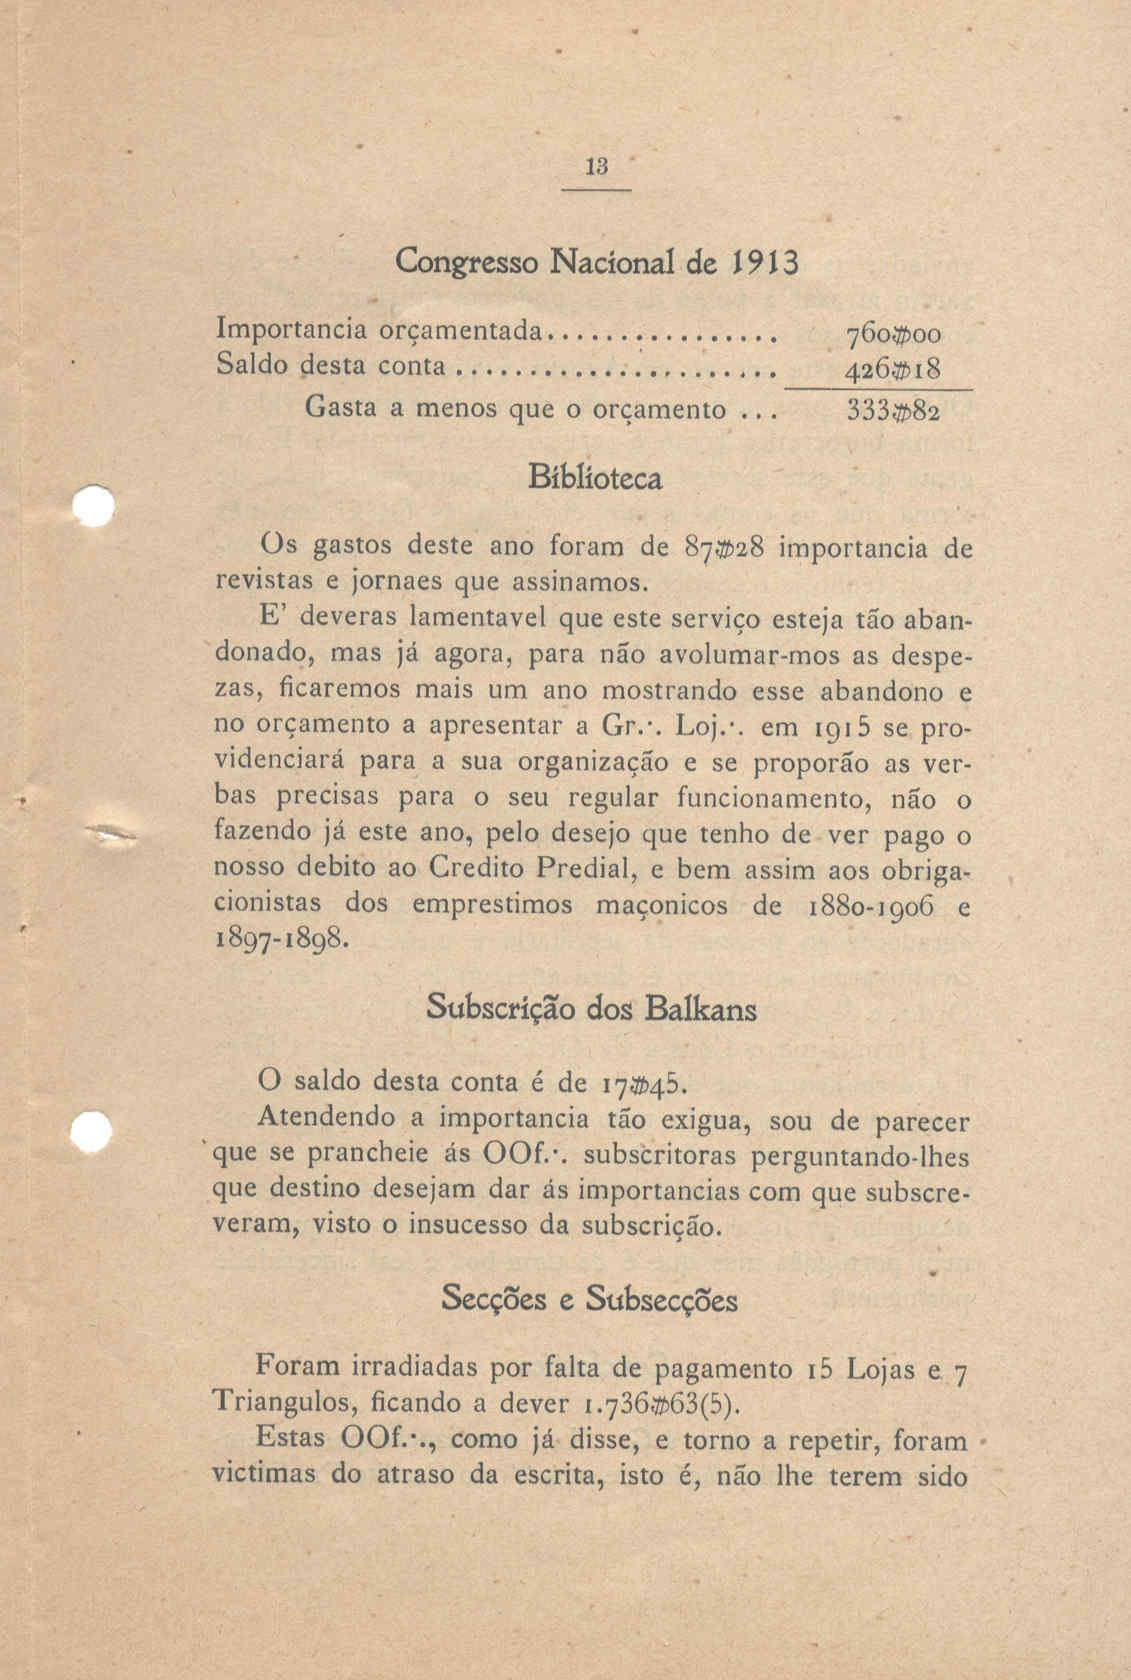 13
Congresso Nacional de 1913
Importancia orçamentada................ 760$00
Saldo desta conta ...................... 426$18
Gasta a menos que o orçamento ... 333$82
Biblioteca
Os gastos deste ano foram de 87$28 importancia de
revistas e jornaes que assinamos.
E' deveras lamentavel que este serviço esteja tão aban-
donado, mas já agora, para não avolumar-mos as despe-
zas, ficaremos mais um ano mostrando esse abandono e
no orçamento a apresentar a Gr.·. Loj.·. em 1915 se pro-
videnciará para a sua organização e se proporão as ver-
bas precisas para o seu regular funcionamento, não o
fazendo já este ano, pelo desejo que tenho de ver pago o
nosso debito ao Credito Predial, e bem assim aos obriga-
cionistas dos emprestimos maçonicos de 1880-1906 e
1897-1898.
Subscrição dos Balkans
O saldo desta conta é de 17$45.
Atendendo a importancia tão exigua, sou de parecer
que se prancheie ás OOf.·. subscritoras perguntando-lhes
que destino desejam dar ás importancias com que subscre-
veram, visto o insucesso da subscrição.
Secções e Subsecções
Foram irradiadas por falta de pagamento 15 Lojas e 7
Triangulos, ficando a dever 1.736$63(5).
Estas OOf.·., como já disse, e torno a repetir, foram
victimas do atraso da escrita, isto é, não lhe terem sido